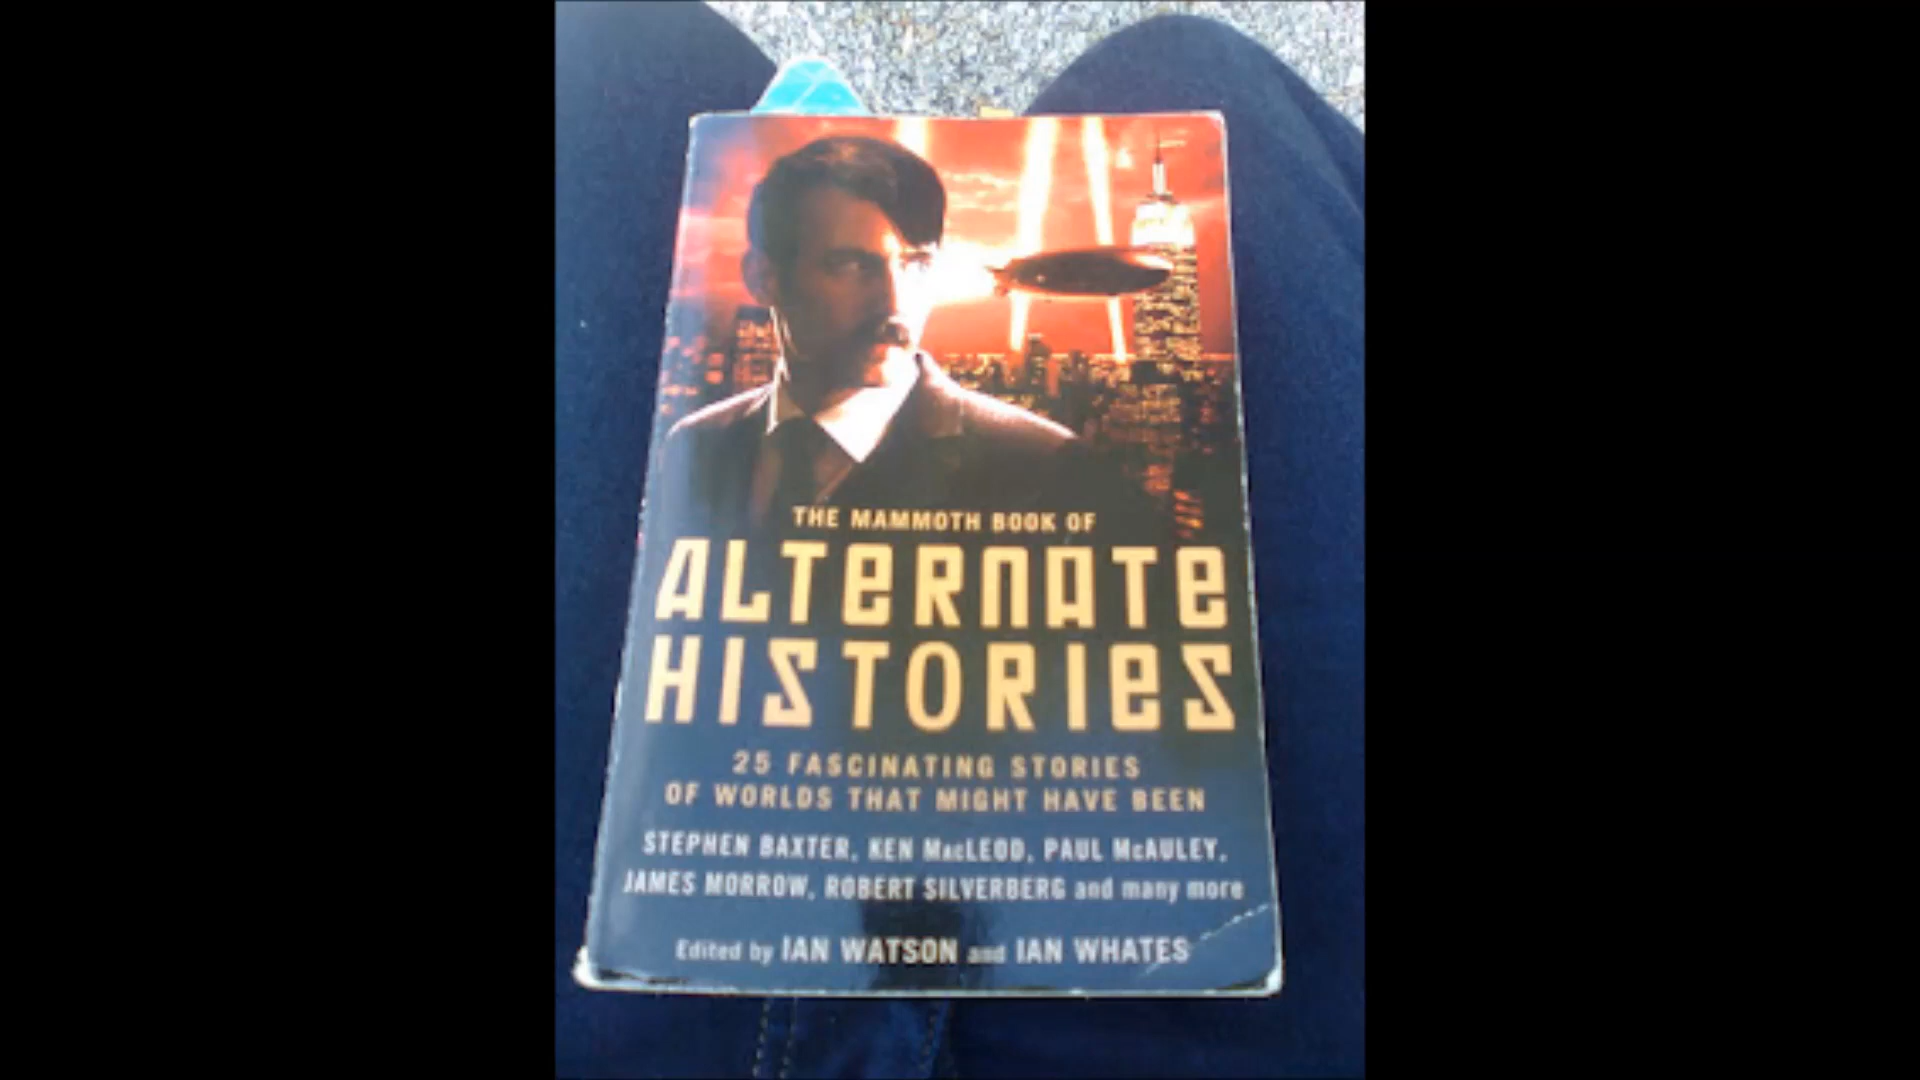 THE MAMMOTH BOOK OF
ALTERNATE
HISTORIES
25 FASCINATING STORIES
OF WORLDS THAT MIGHT HAVE BEEN
STEPHEN BAXTER, KEN MacLEOD, PAUL McAULEY,
JAMES MORROW, ROBERT SILVERBERG and many more
Edited by IAN WATSON and IAN WHATES